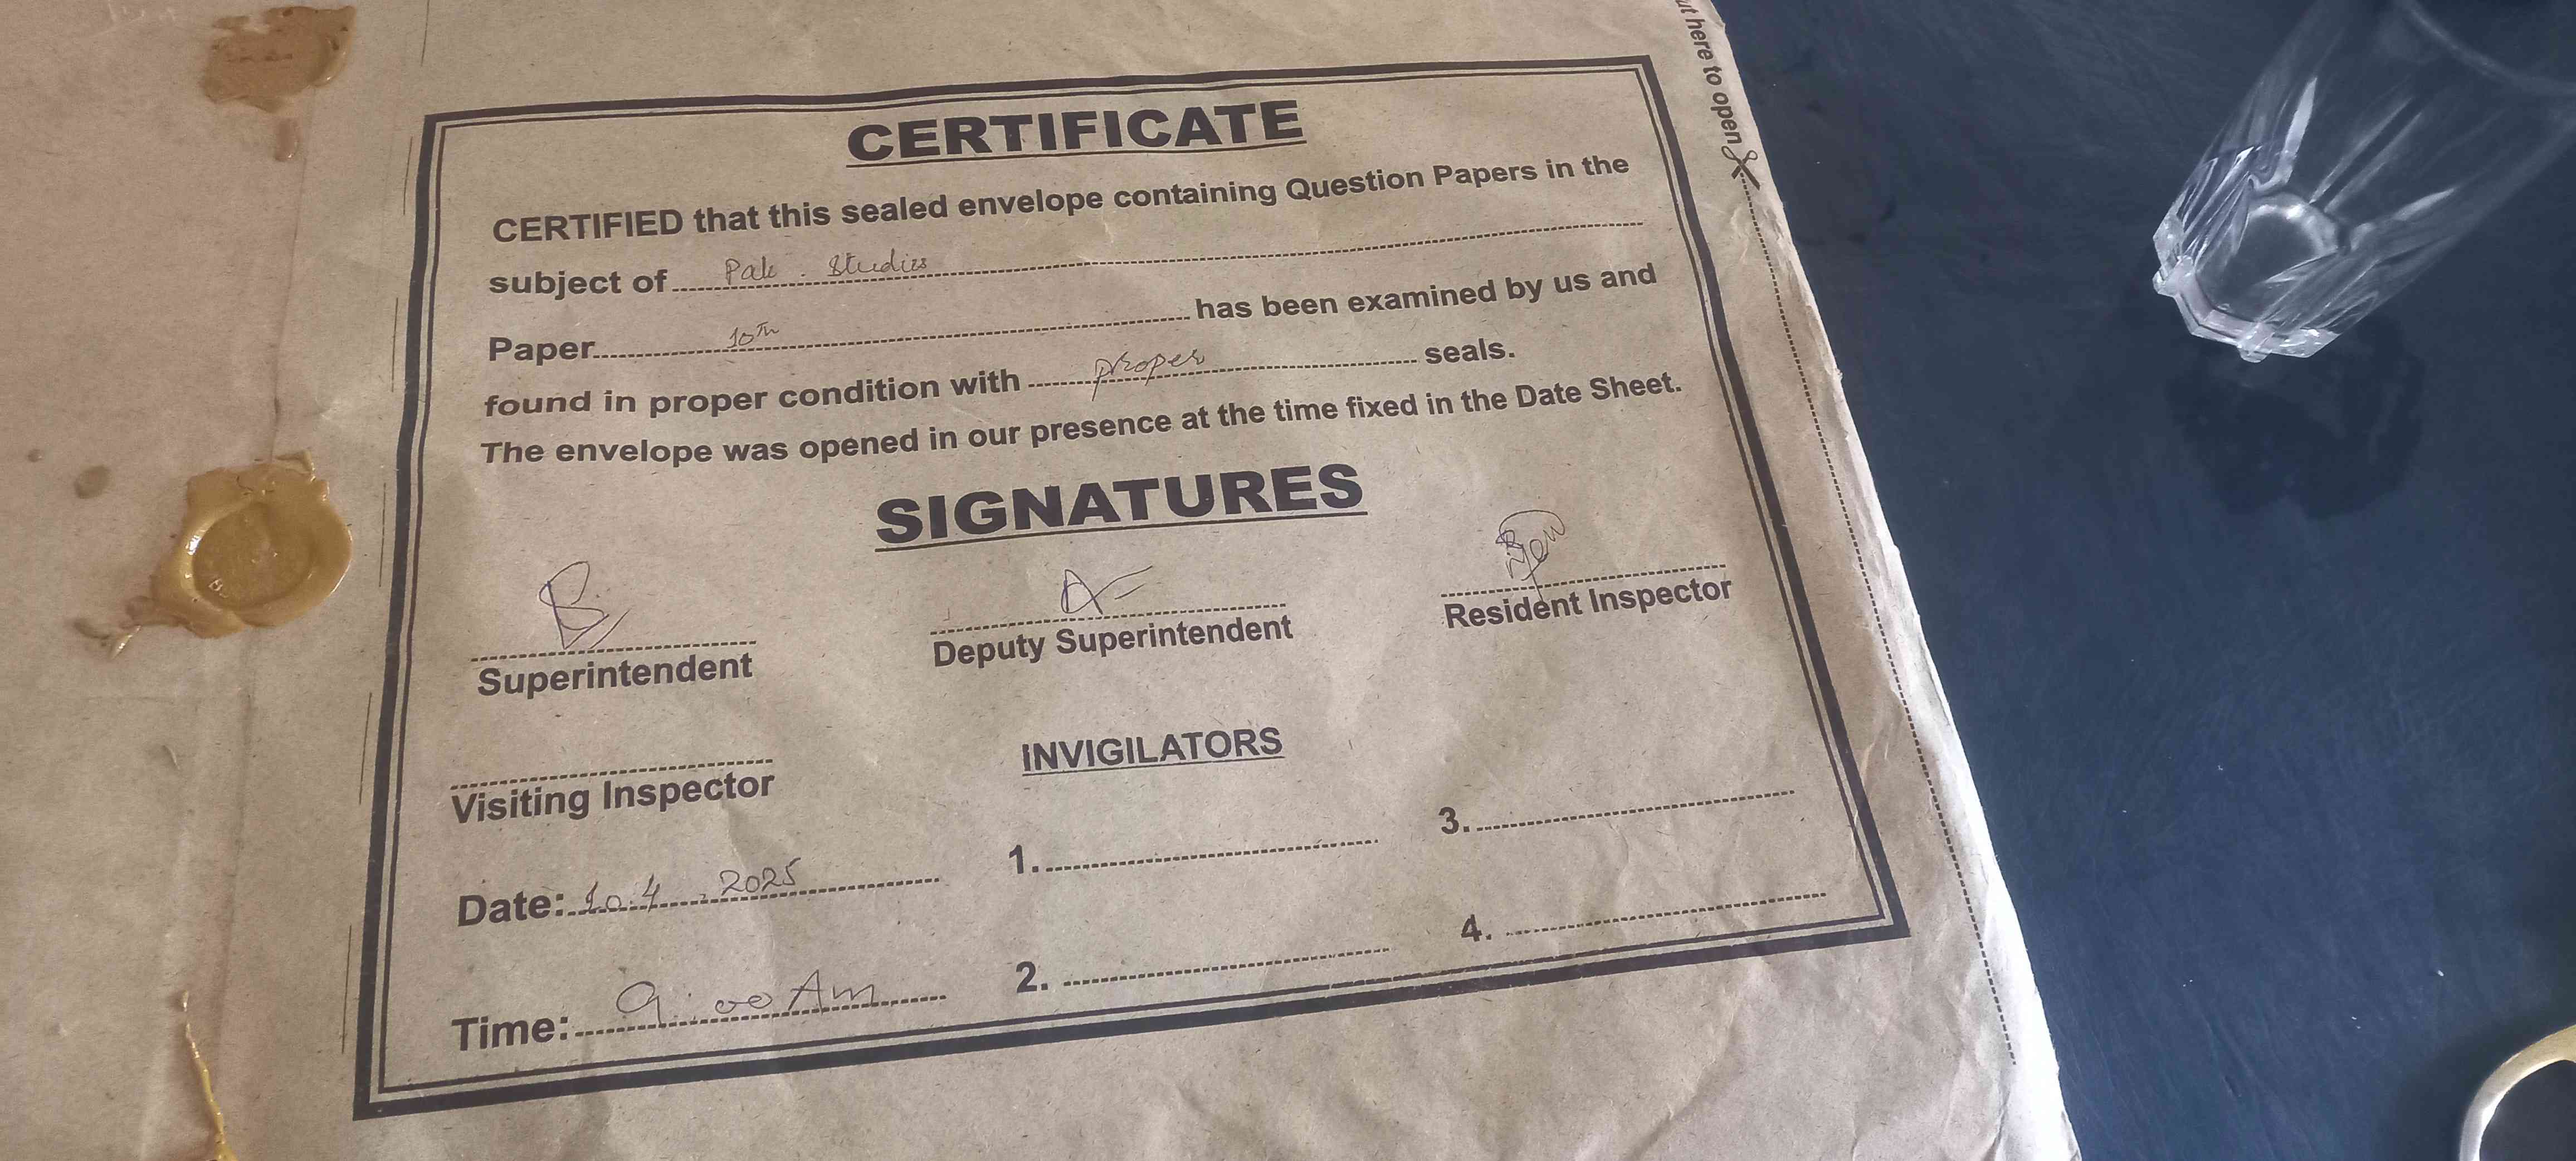 ut here to open
CERTIFICATE
CERTIFIED that this sealed envelope containing Question Papers in the
subject of Pak. Studies
Paper 10th has been examined by us and
found in proper condition with proper seals.
The envelope was opened in our presence at the time fixed in the Date Sheet.
SIGNATURES
Superintendent
Deputy Superintendent
Resident Inspector
Visiting Inspector
INVIGILATORS
1.
3.
Date: 10.4.2025
2.
4.
Time: 9:00 Am